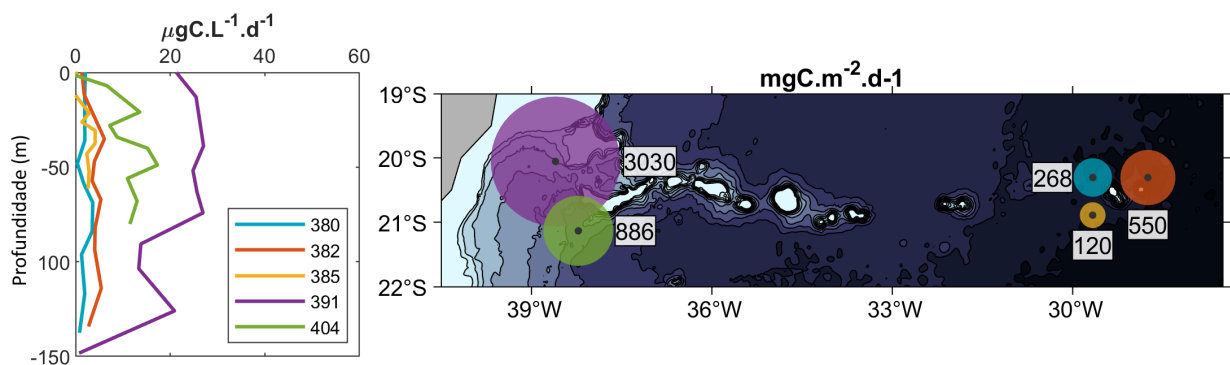 μgC.L-1.d-1
0 20 40 60
0
-50
100
-150
Profundidade (m)
380
382
385
391
404
mgC.m-2.d-1
19°S
20°S
21°S
22°S
39°W 36°W 33°W 30°W
3030
886
268
550
120